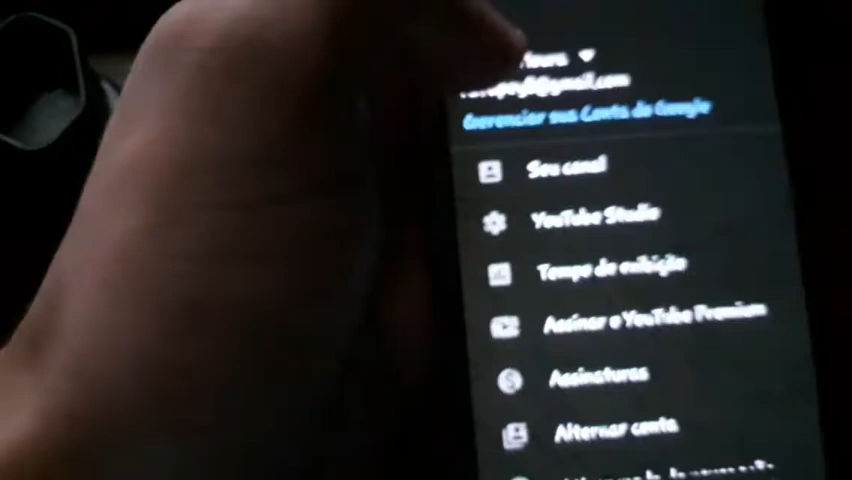 Gerenciar sua Conta do Google
Seu canal
YouTube Studio
Tempo de exibição
Assinar o YouTube Premium
Assinaturas
Alternar conta